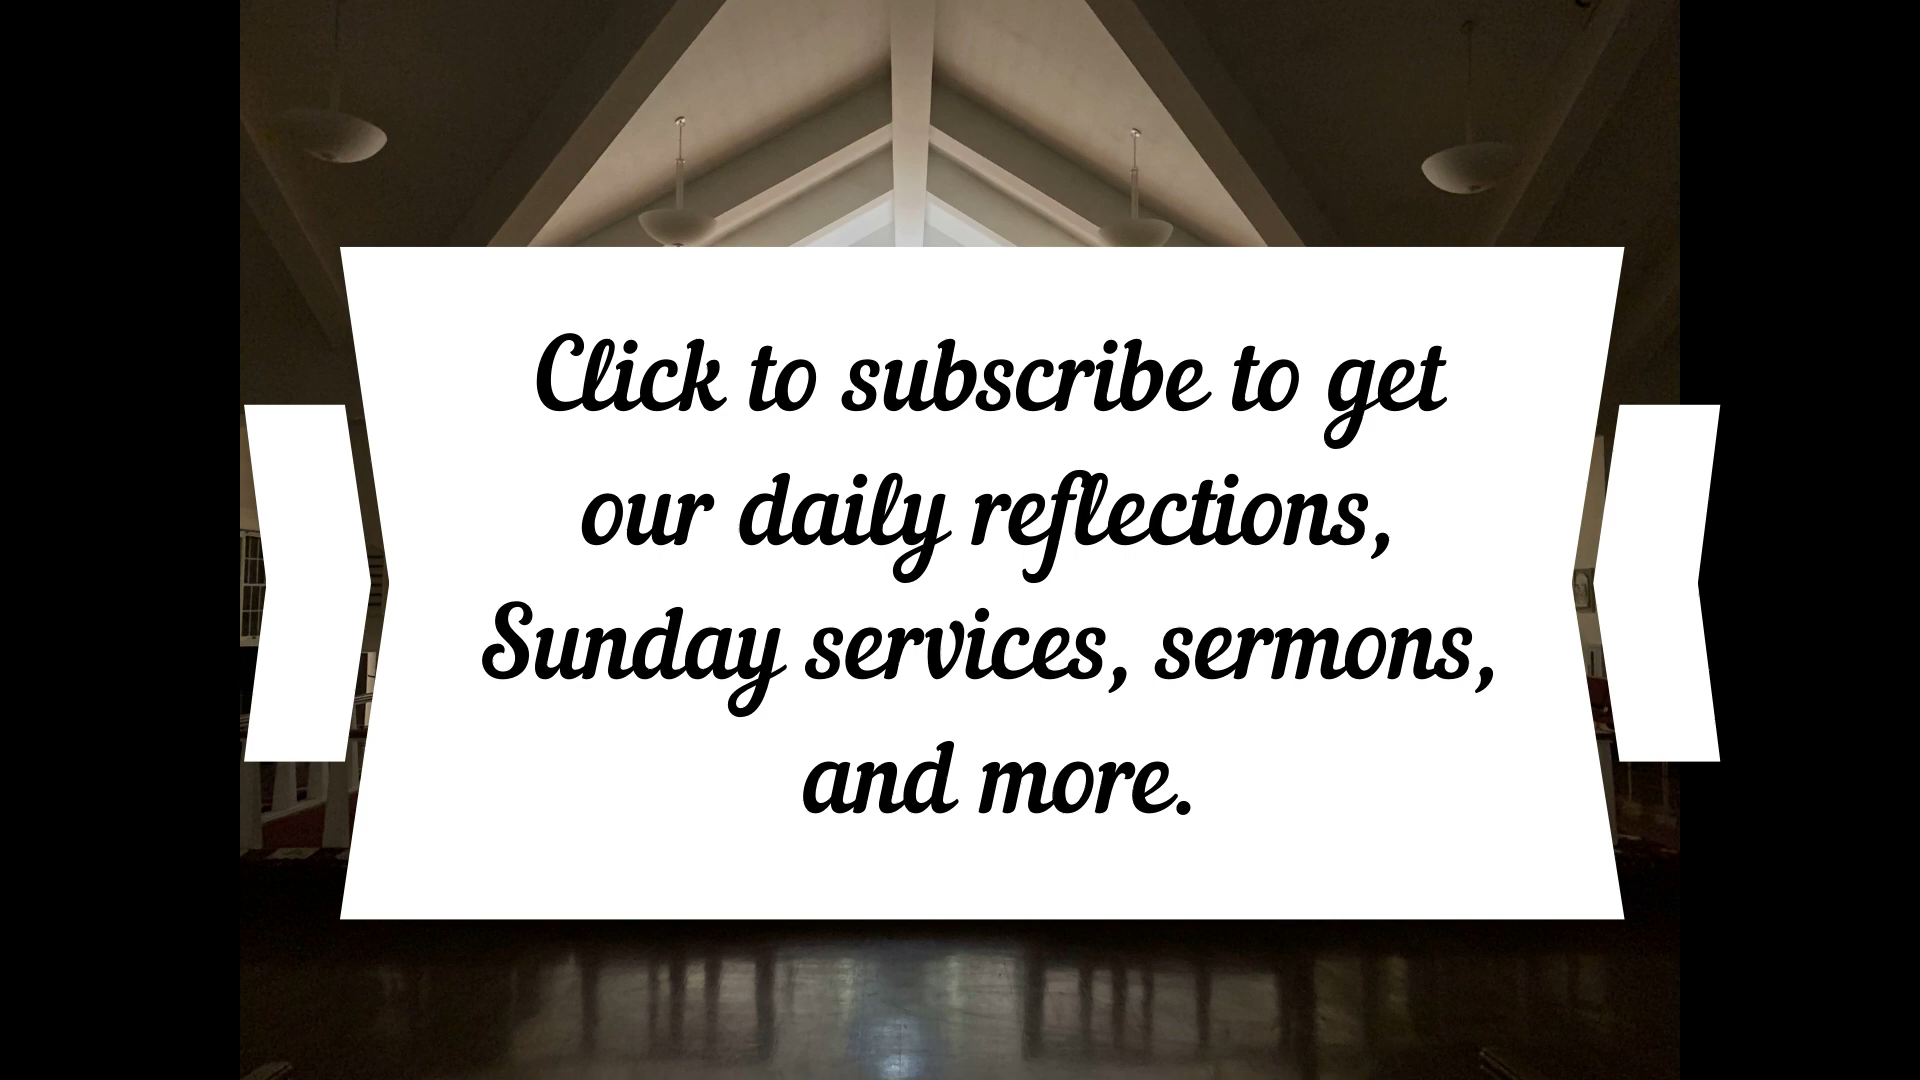 Click to subscribe to get
our daily reflections,
Sunday services, sermons,
and more.